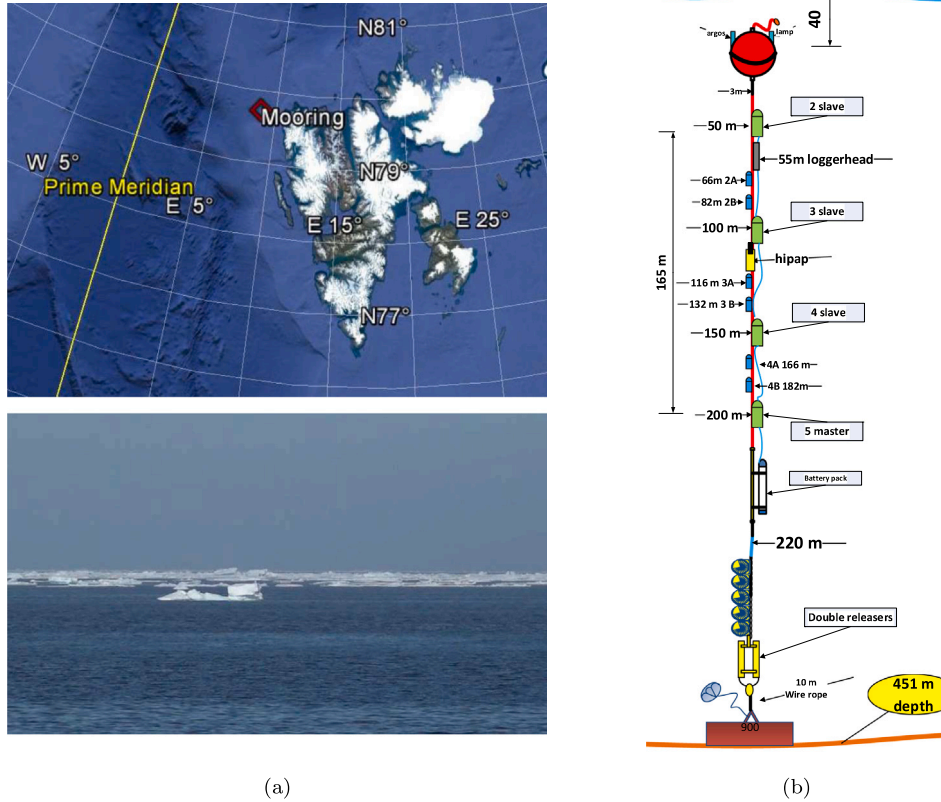 N81°
Mooring
W 5°
Prime Meridian
N79°
E 5°
E 15°
E 25°
N77°
(a)
40
argos
lamp
3m
50 m
2 slave
55m loggerhead
66m 2A
82m 2B
3 slave
100 m
165 m
hipap
116 m 3A
132 m 3 B
4 slave
150 m
4A 166 m
4B 182m
200 m
5 master
Battery pack
220 m
Double releasers
10 m
Wire rope
451 m
depth
900
(b)